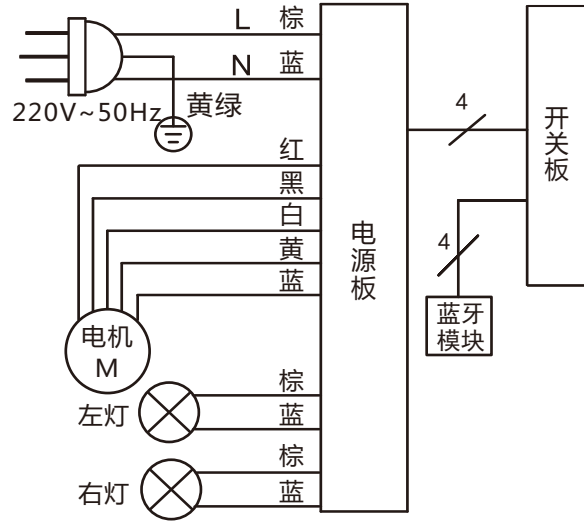 L 棕
N 蓝
220V~50Hz
黄绿
红
黑
白
黄
蓝
电机
M
左灯
棕
蓝
右灯
棕
蓝
电源板
4
开关板
4
蓝牙
模块